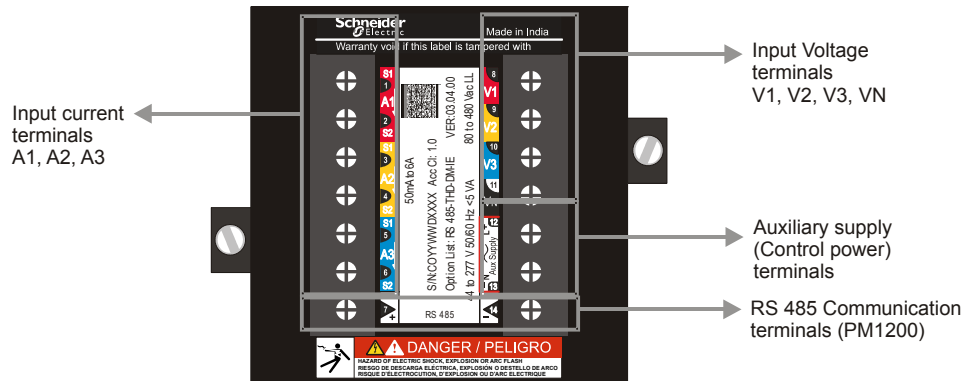 Schneider
Electric
Made in India
Warranty void if this label is tampered with
Input current
terminals
A1, A2, A3
Input Voltage
terminals
V1, V2, V3, VN
Auxiliary supply
(Control power)
terminals
RS 485 Communication
terminals (PM1200)
S1
1
A1
2
S2
S1
3
A2
4
S2
S1
5
A3
6
S2
7
+
50mA to 6A
S/N:COYYWWDXXXX Acc Cl: 1.0
Option List: RS 485-THD-DM-IE VER:03.04.00
44 to 277 V 50/60 Hz <5 VA 80 to 480 Vac LL
RS 485
8
V1
9
V2
10
V3
11
VN
12
L+
Aux Supply
N
13
14
−
DANGER / PELIGRO
HAZARD OF ELECTRIC SHOCK, EXPLOSION OR ARC FLASH
RIESGO DE DESCARGA ELECTRICA, EXPLOSION O DESTELLO DE ARCO
RISQUE D'ELECTROCUTION, D'EXPLOSION OU D'ARC ELECTRIQUE